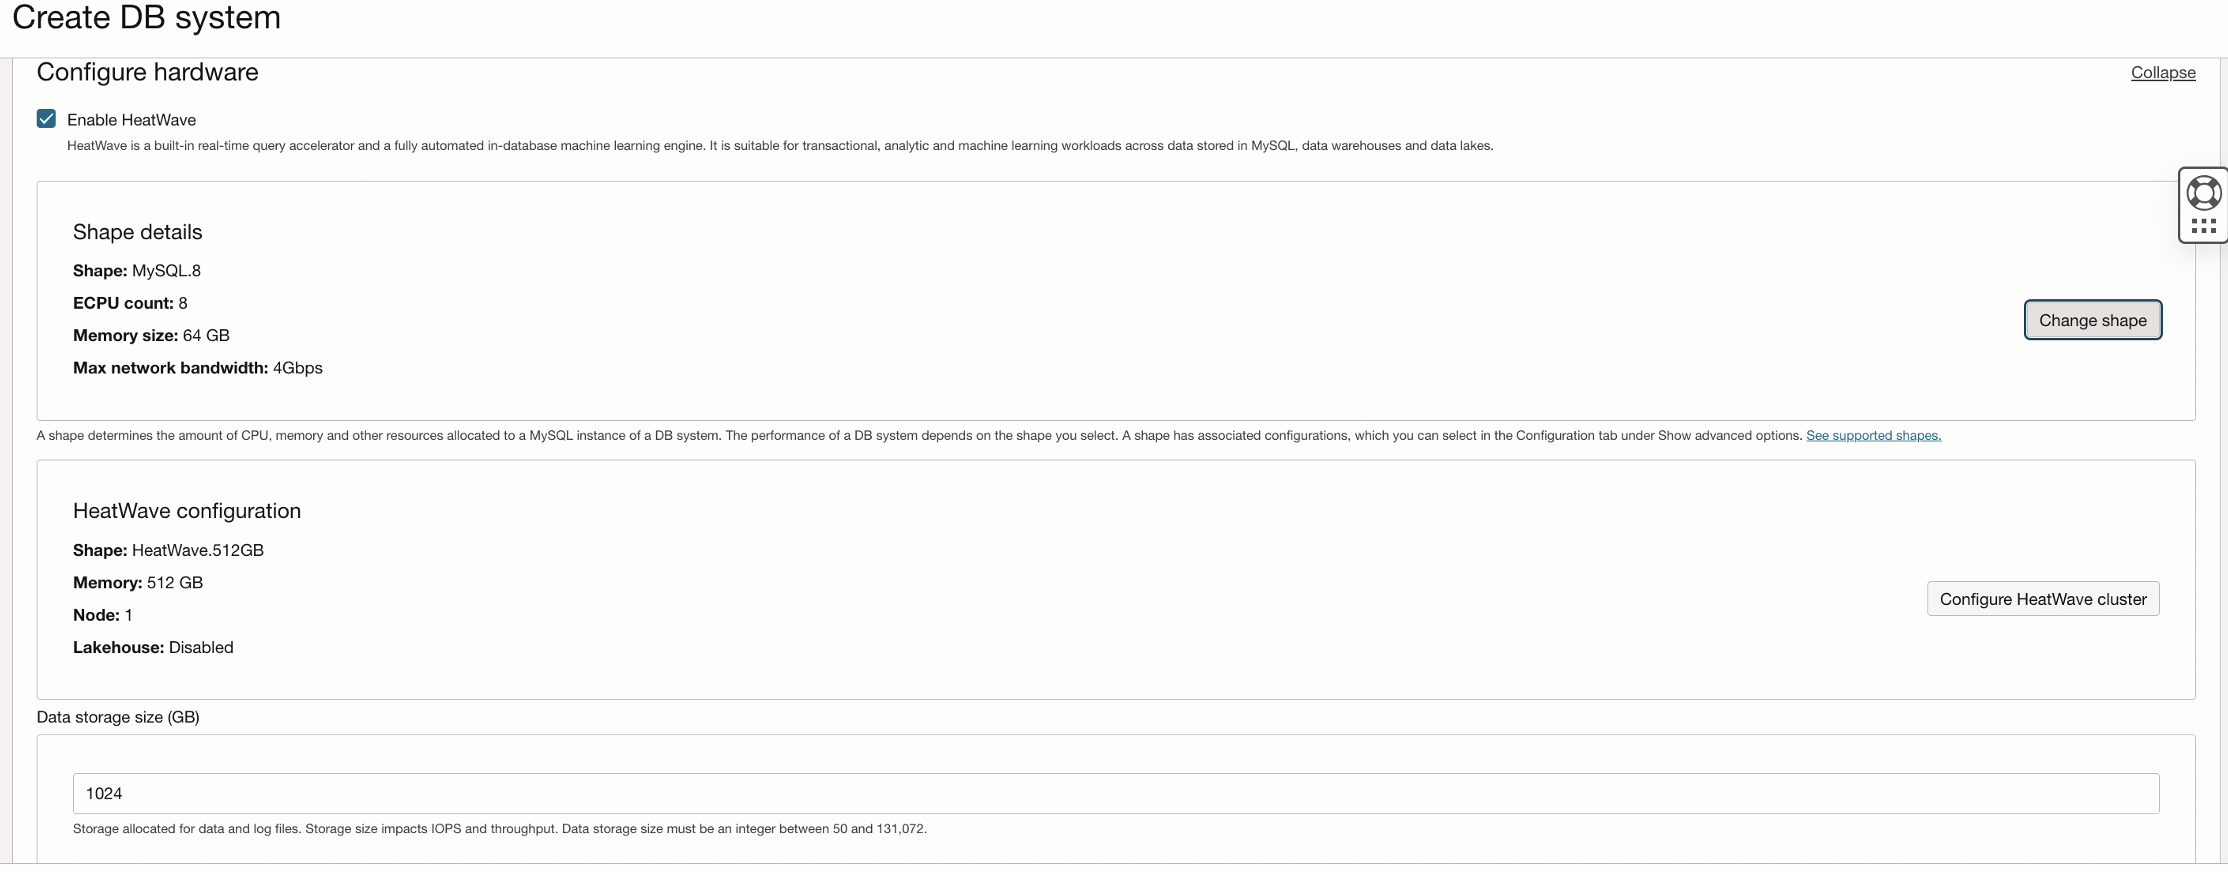 Create DB system
Configure hardware
Collapse
Enable HeatWave
HeatWave is a built-in real-time query accelerator and a fully automated in-database machine learning engine. It is suitable for transactional, analytic and machine learning workloads across data stored in MySQL, data warehouses and data lakes.
Shape details
Shape: MySQL.8
ECPU count: 8
Memory size: 64 GB
Max network bandwidth: 4Gbps
Change shape
A shape determines the amount of CPU, memory and other resources allocated to a MySQL instance of a DB system. The performance of a DB system depends on the shape you select. A shape has associated configurations, which you can select in the Configuration tab under Show advanced options. See supported shapes.
HeatWave configuration
Shape: HeatWave.512GB
Memory: 512 GB
Node: 1
Lakehouse: Disabled
Configure HeatWave cluster
Data storage size (GB)
1024
Storage allocated for data and log files. Storage size impacts IOPS and throughput. Data storage size must be an integer between 50 and 131,072.